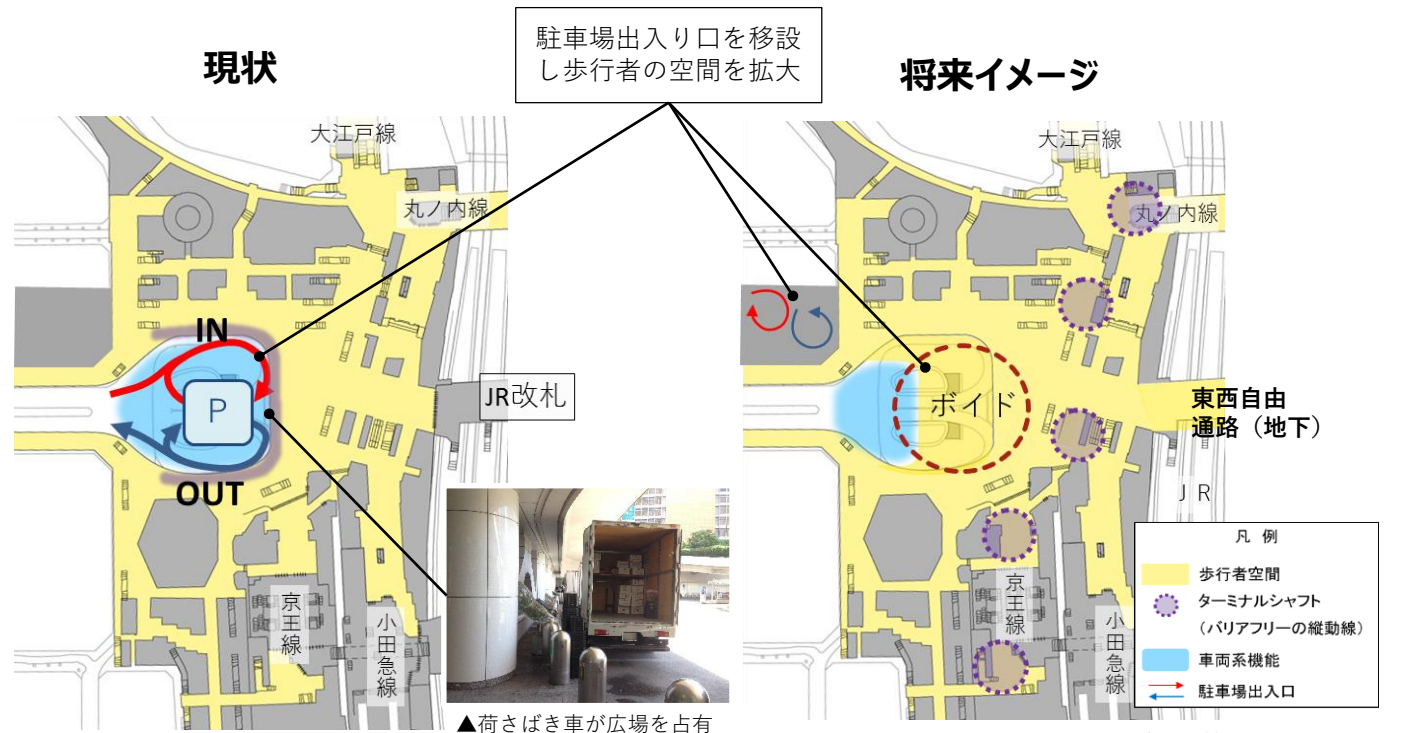 駐車場出入り口を移設
し歩行者の空間を拡大
現状
大江戸線
丸ノ内線
IN
P
JR改札
OUT
京王線
小田急線
▲荷さばき車が広場を占有
将来イメージ
大江戸線
丸ノ内線
ボイド
東西自由
通路（地下）
ＪＲ
京王線
小田急線
凡 例
歩行者空間
ターミナルシャフト
（バリアフリーの縦動線）
車両系機能
駐車場出入口